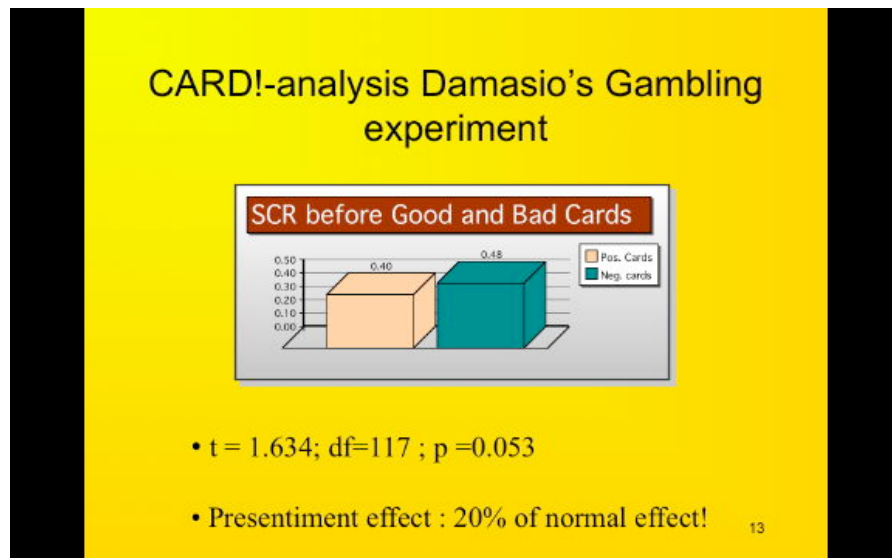 CARD!-analysis Damasio's Gambling
experiment
SCR before Good and Bad Cards
0.50
0.40
0.30
0.20
0.10
0.00
0.40
0.48
Pos. Cards
Neg. cards
• t = 1.634; df=117 ; p =0.053
• Presentiment effect : 20% of normal effect!
13